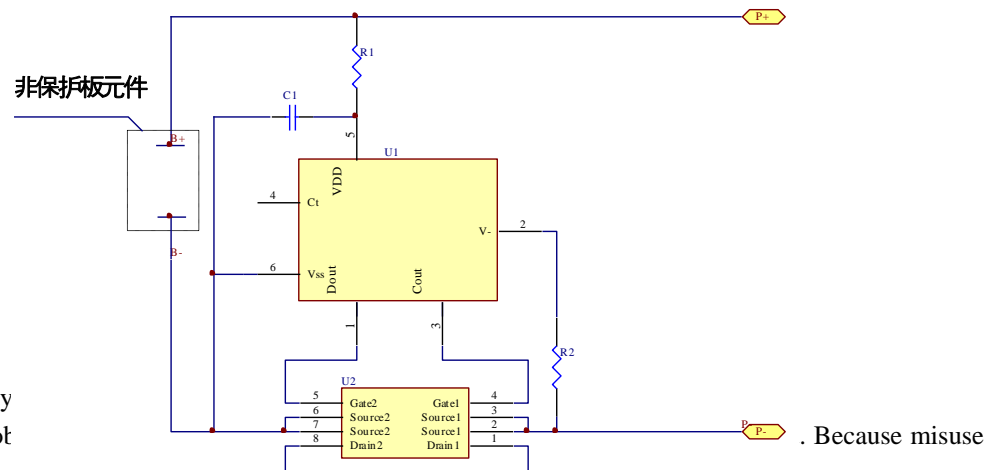 P+
R1
非保护板元件
C1
B+
5
U1
VDD
4
Ct
2
V-
B-
6
Vss
Dout
Cout
1
3
R2
U2
5
Gate2
Gate1
4
6
Source2
Source1
3
7
Source2
Source1
2
P-
P-
. Because misuse
8
Drain2
Drain1
1